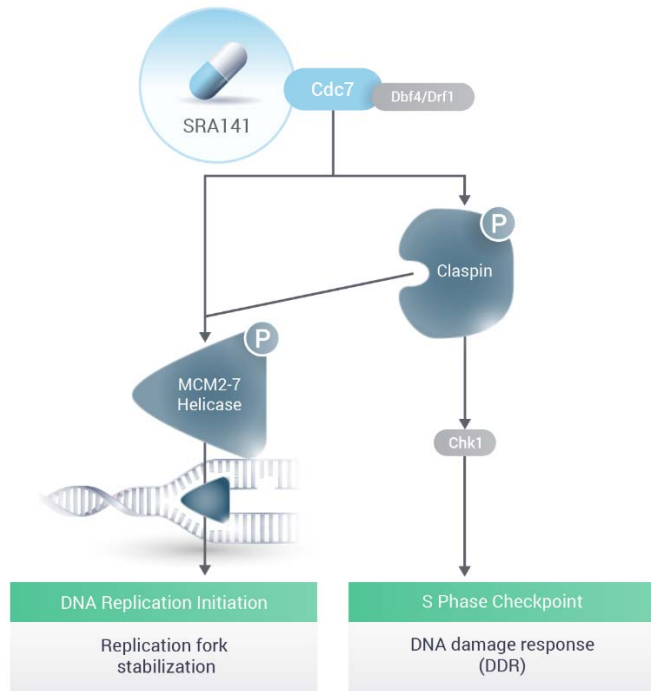 SRA141
Cdc7
Dbf4/Drf1
P
Claspin
P
MCM2-7
Helicase
Chk1
DNA Replication Initiation
Replication fork
stabilization
S Phase Checkpoint
DNA damage response
(DDR)